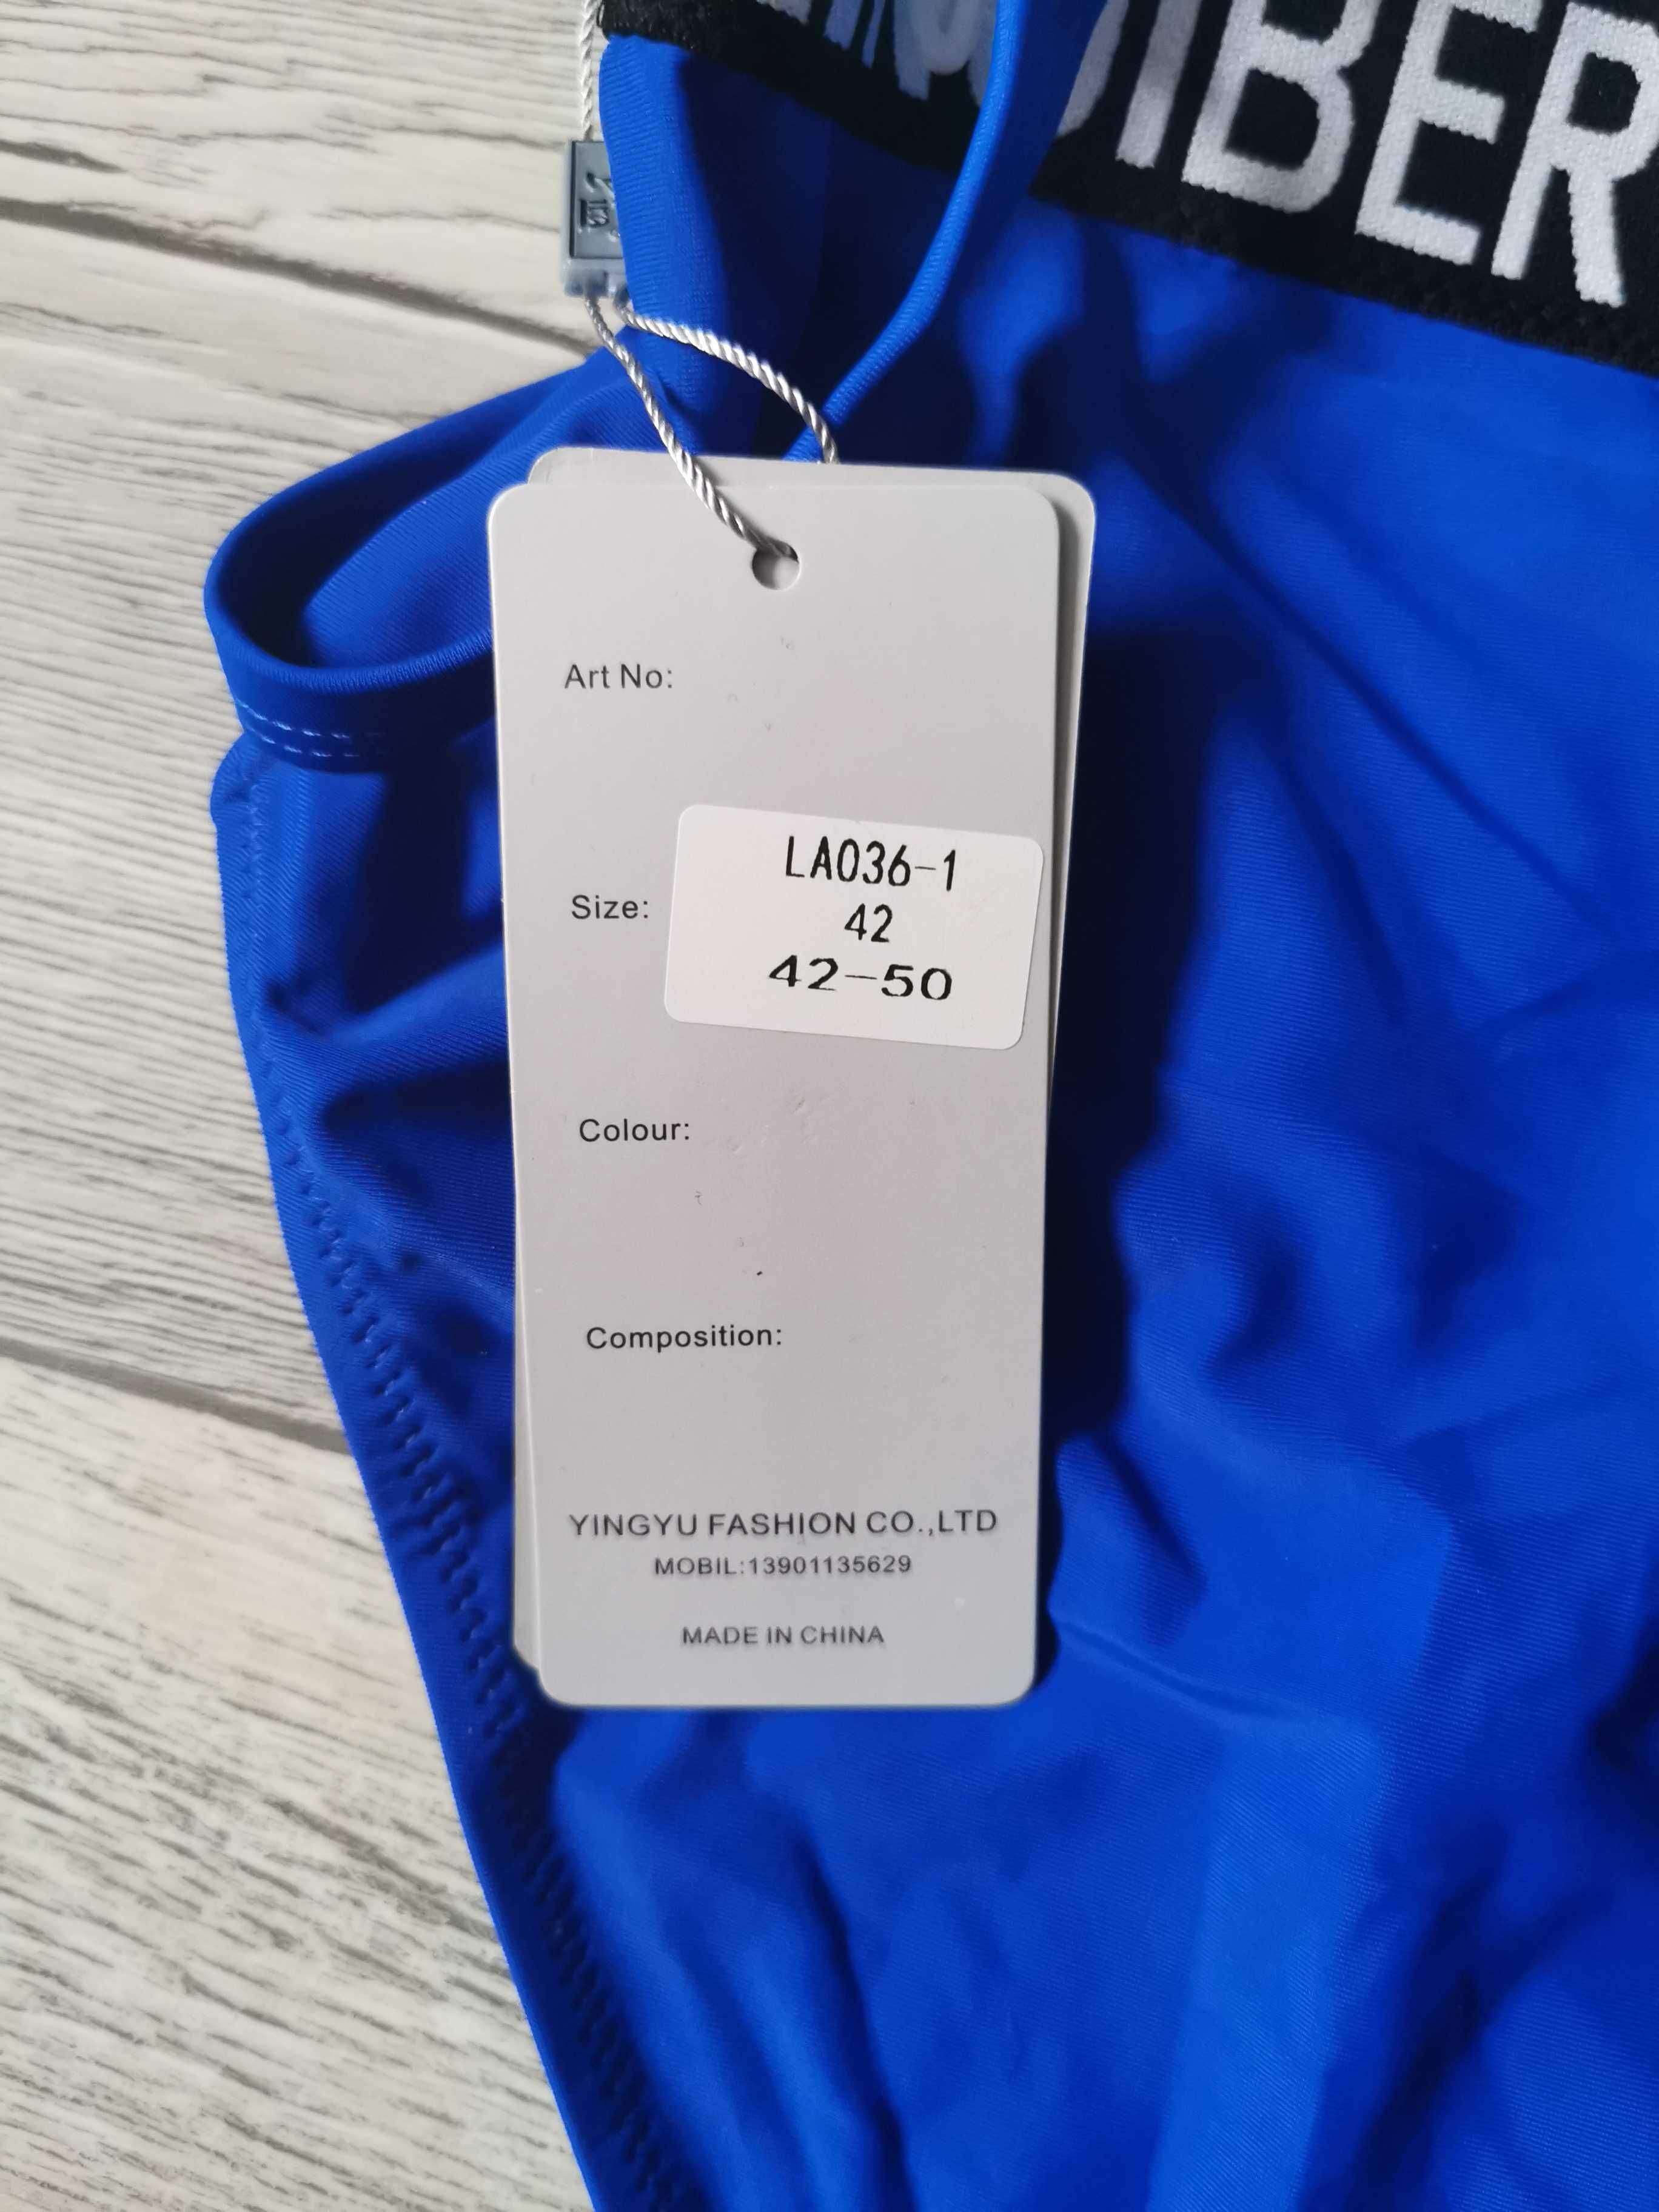 IBER
Art No:
LA036-1
Size:
42
42-50
Colour:
Composition:
YINGYU FASHION CO.,LTD
MOBIL:13901135629
MADE IN CHINA